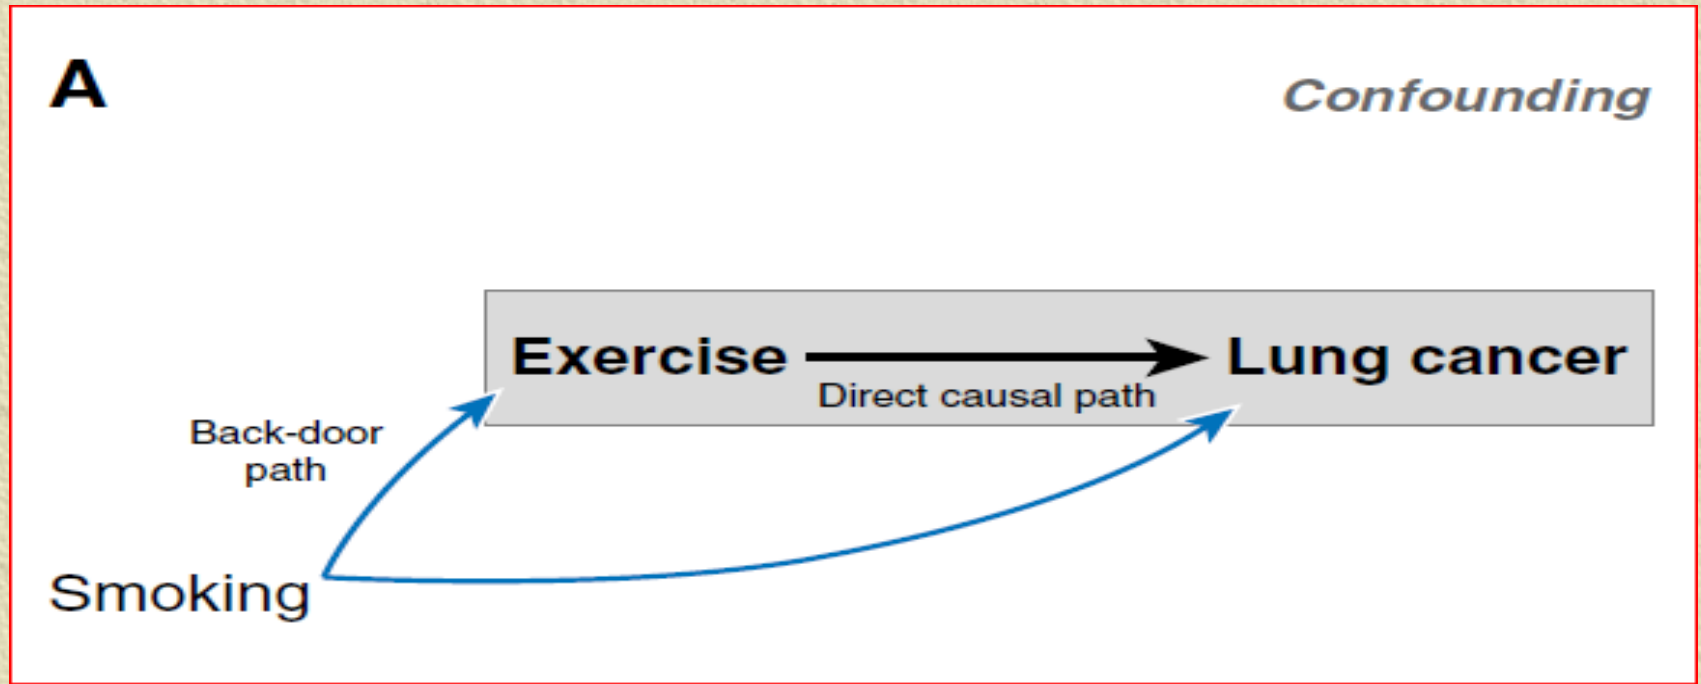 A
Confounding
Exercise
Lung cancer
Direct causal path
Back-door
path
Smoking